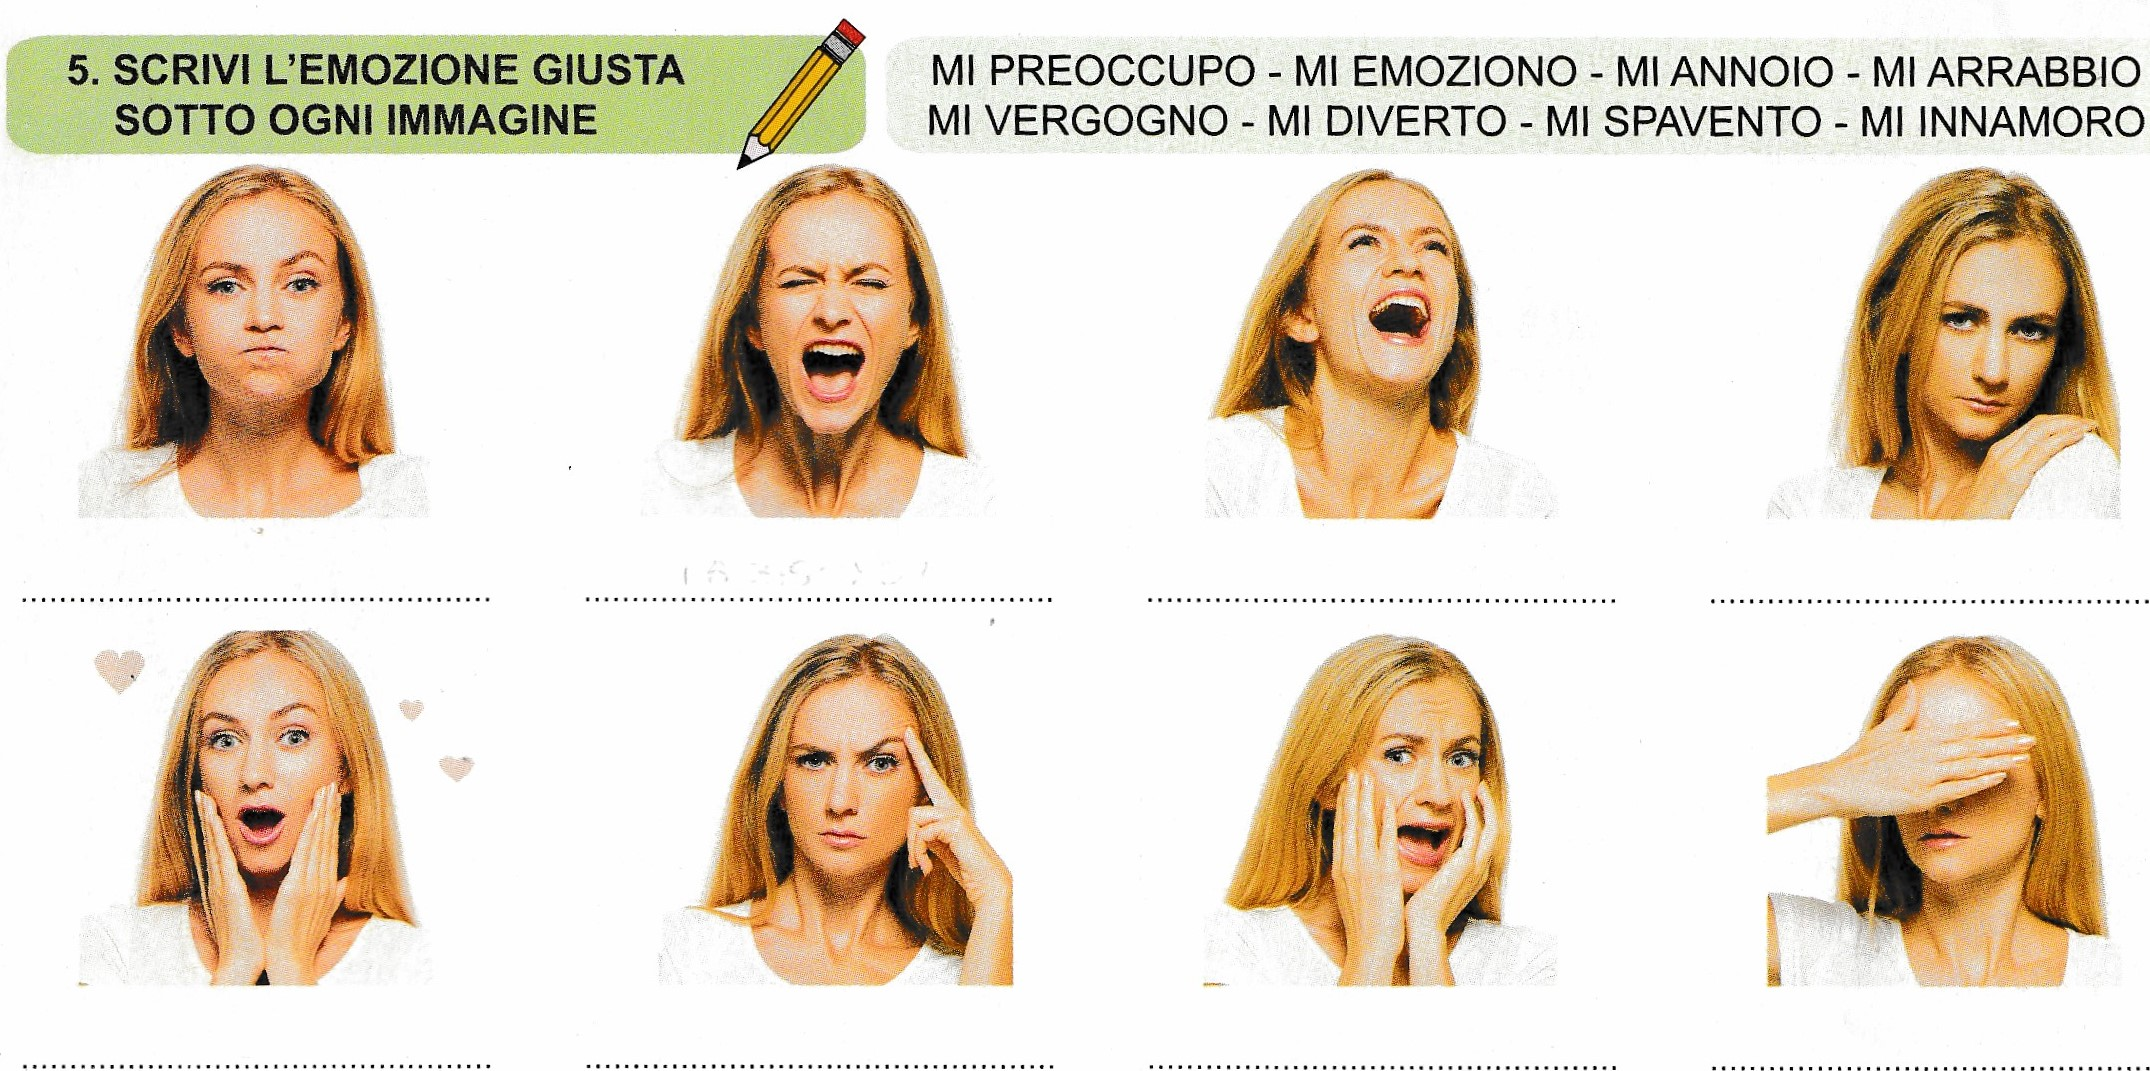 5. SCRIVI L'EMOZIONE GIUSTA
SOTTO OGNI IMMAGINE
MI PREOCCUPO - MI EMOZIONO - MI ANNOIO - MI ARRABBIO
MI VERGOGNO - MI DIVERTO - MI SPAVENTO - MI INNAMORO